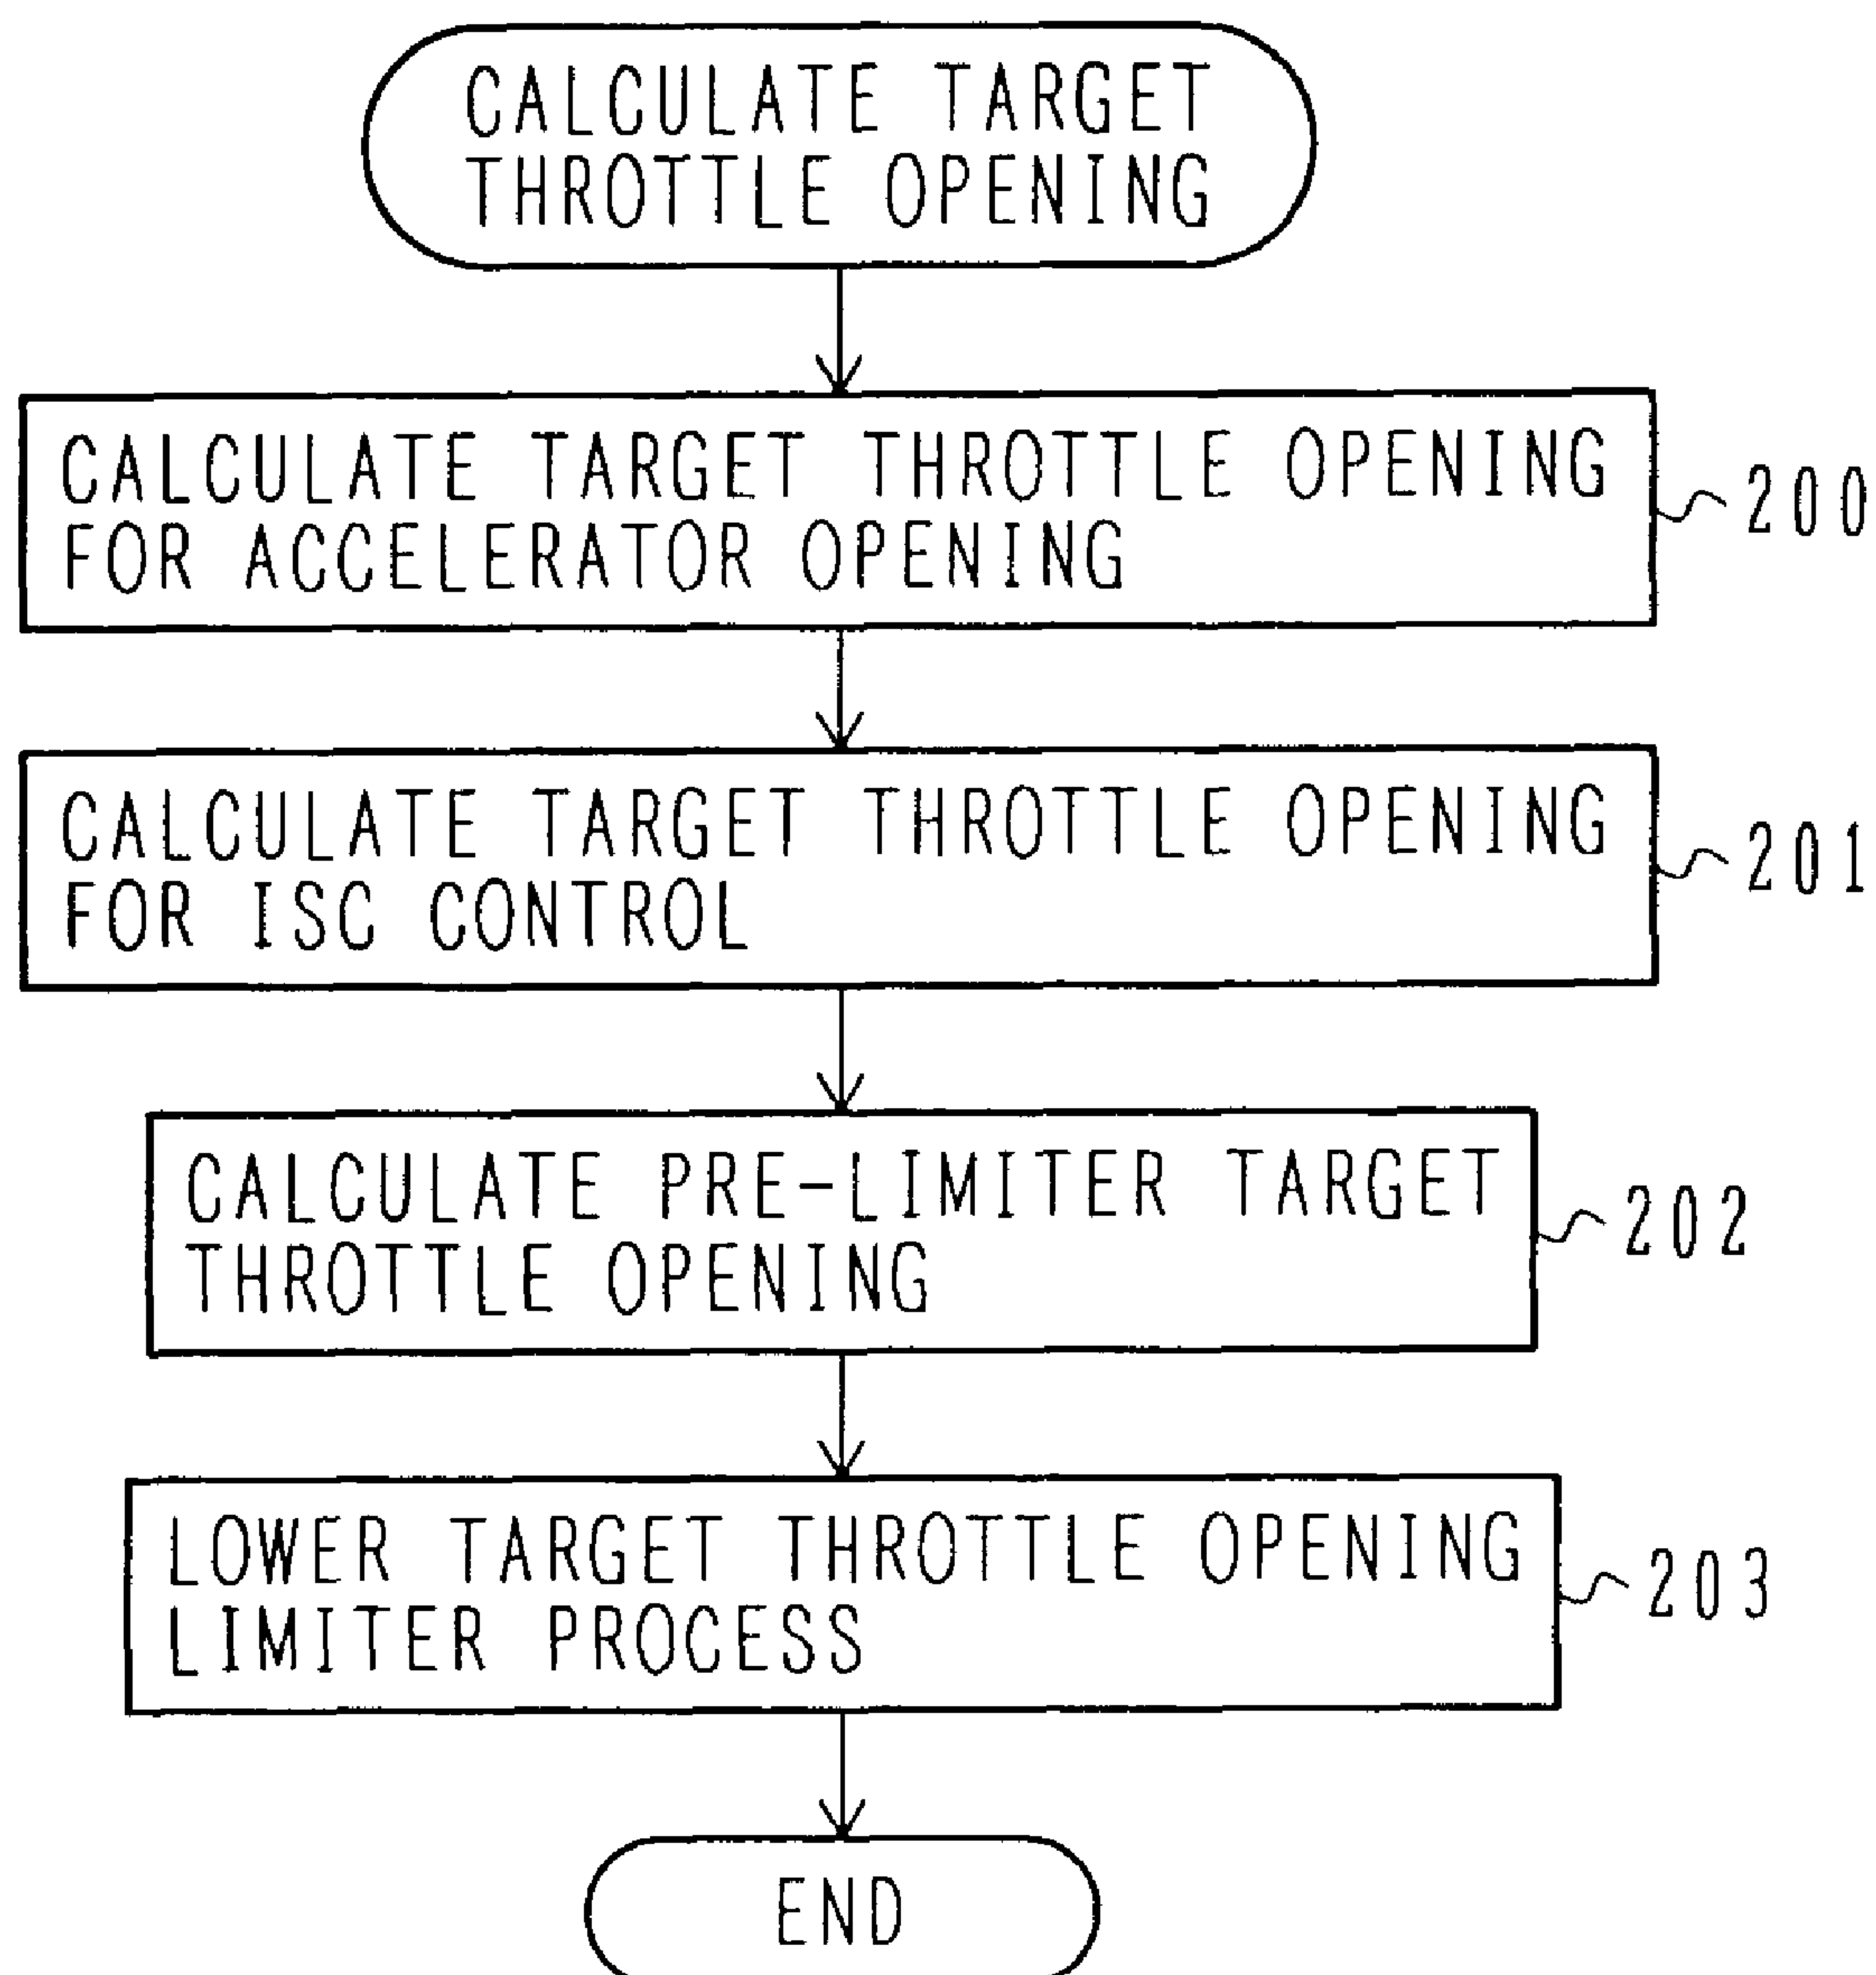 CALCULATE TARGET
THROTTLE OPENING
CALCULATE TARGET THROTTLE OPENING
FOR ACCELERATOR OPENING
200
CALCULATE TARGET THROTTLE OPENING
FOR ISC CONTROL
201
CALCULATE PRE-LIMITER TARGET
THROTTLE OPENING
202
LOWER TARGET THROTTLE OPENING
LIMITER PROCESS
203
END